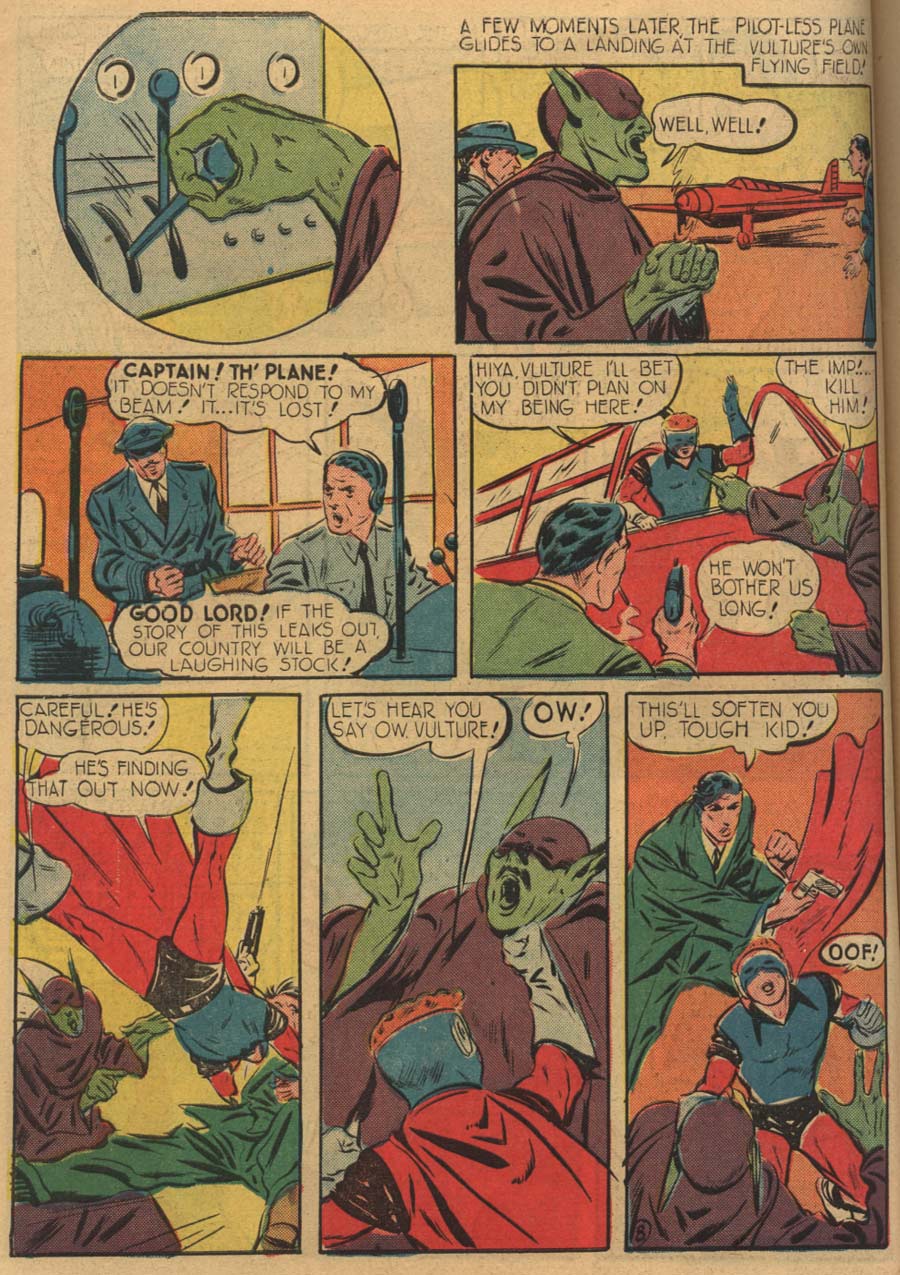 A FEW MOMENTS LATER, THE PILOT-LESS PLANE
GLIDES TO A LANDING AT THE VULTURE'S OWN
FLYING FIELD!
WELL, WELL!
CAPTAIN! TH' PLANE!
IT DOESN'T RESPOND TO MY
BEAM! IT...IT'S LOST!
GOOD LORD! IF THE
STORY OF THIS LEAKS OUT,
OUR COUNTRY WILL BE A
LAUGHING STOCK!
HIYA, VULTURE I'LL BET
YOU DIDN'T PLAN ON
MY BEING HERE!
THE IMP!..
KILL
HIM!
HE WON'T
BOTHER US
LONG!
CAREFUL! HE'S
DANGEROUS!
HE'S FINDING
THAT OUT NOW!
LET'S HEAR YOU
SAY OW, VULTURE!
OW!
THIS'LL SOFTEN YOU
UP, TOUGH KID!
OOF!
8